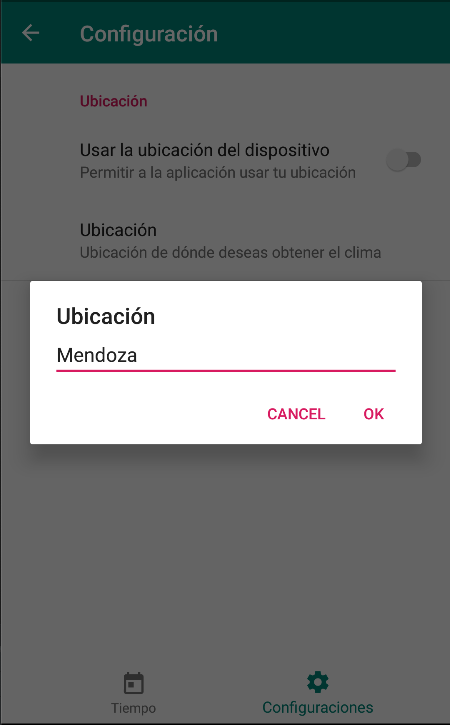 Configuración
Ubicación
Usar la ubicación del dispositivo
Permitir a la aplicación usar tu ubicación
Ubicación
Ubicación de dónde deseas obtener el clima
Ubicación
Mendoza
CANCEL OK
Tiempo Configuraciones